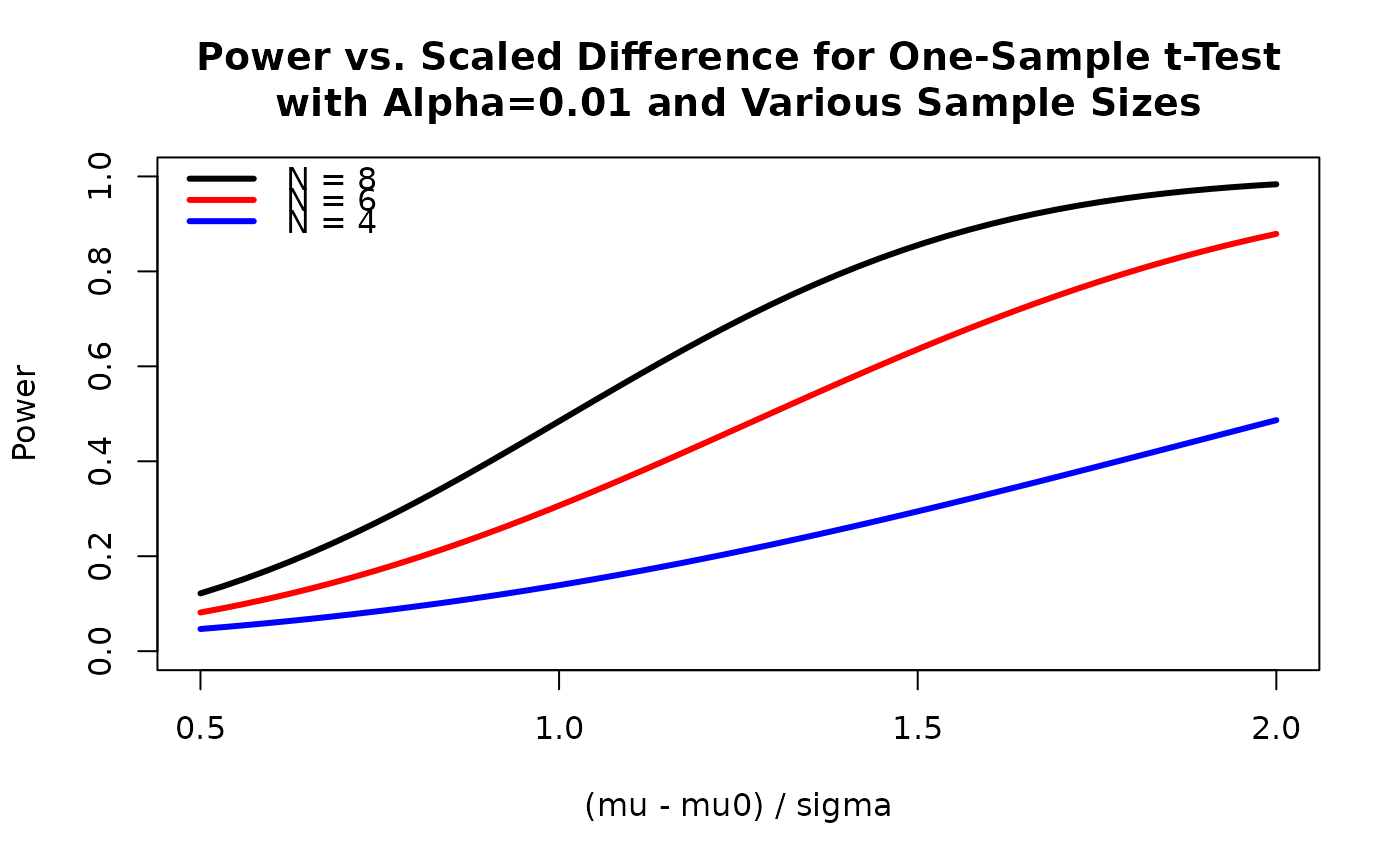 Power vs. Scaled Difference for One-Sample t-Test
with Alpha=0.01 and Various Sample Sizes
N = 8
N = 6
N = 4
1.0
0.8
0.6
0.4
0.2
0.0
Power
0.5 1.0 1.5 2.0
(mu - mu0) / sigma